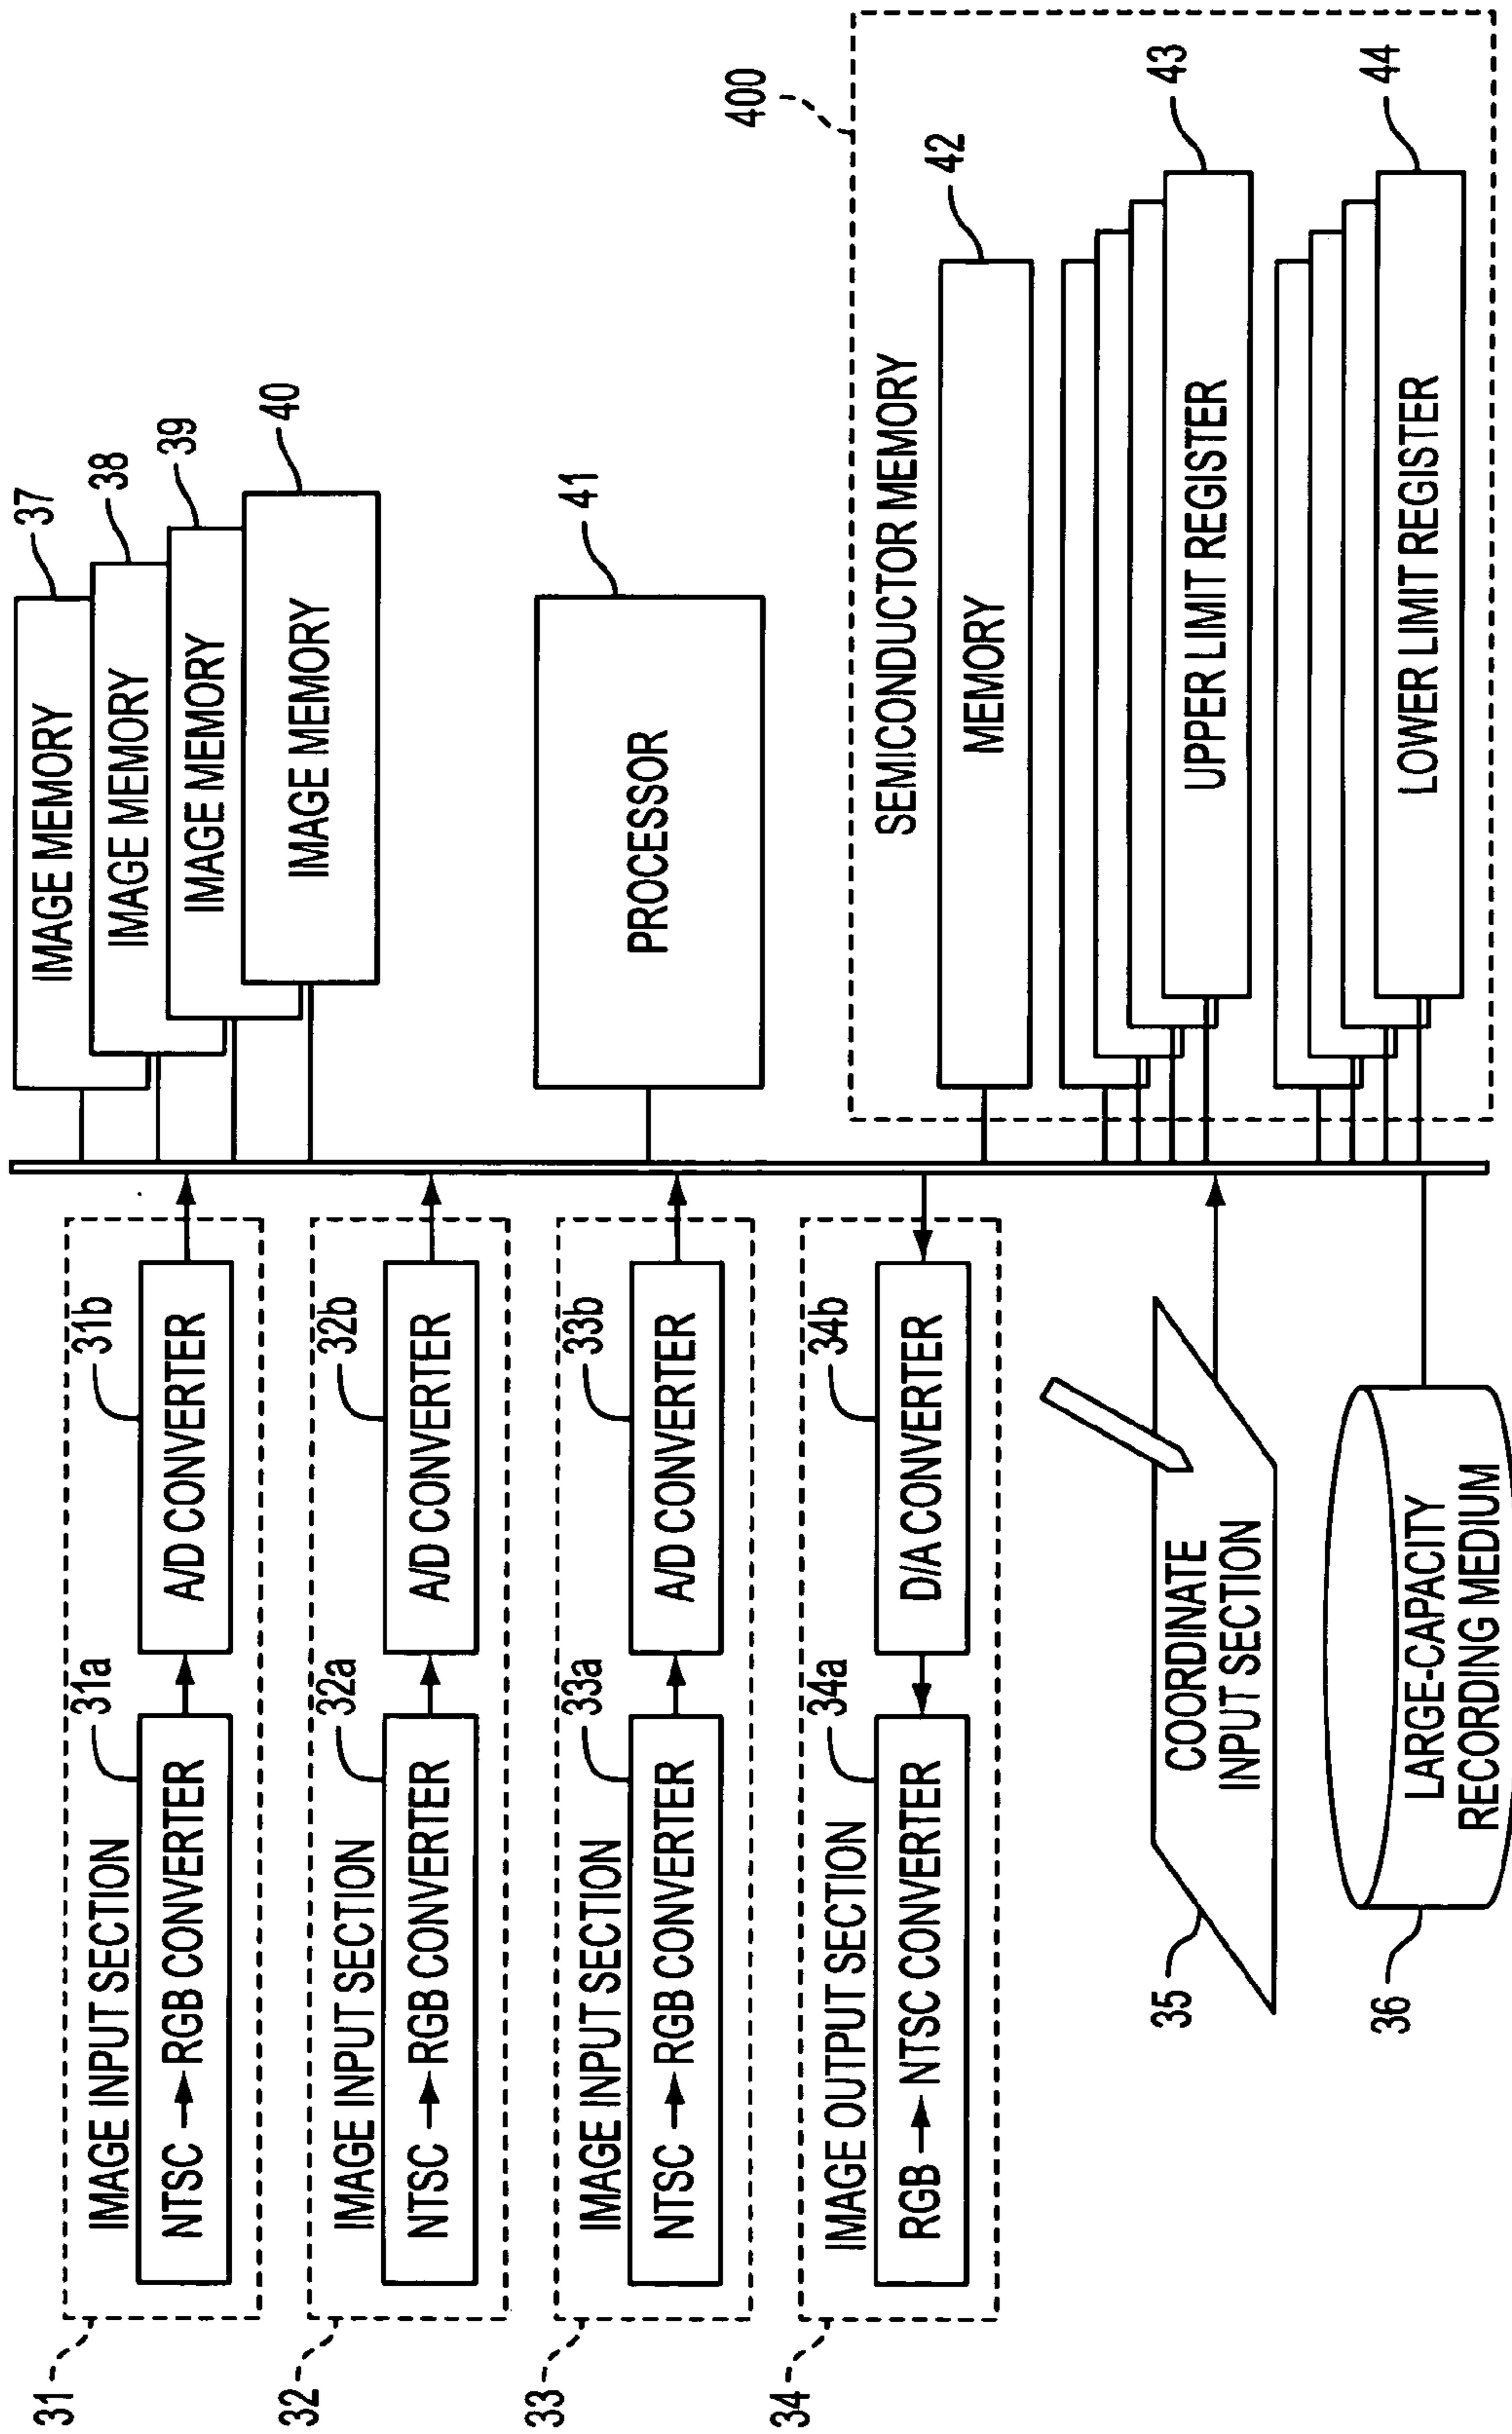 31
IMAGE INPUT SECTION
31a
31b
NTSC → RGB CONVERTER
A/D CONVERTER
32
IMAGE INPUT SECTION
32a
32b
NTSC → RGB CONVERTER
A/D CONVERTER
33
IMAGE INPUT SECTION
33a
33b
NTSC → RGB CONVERTER
A/D CONVERTER
34
IMAGE OUTPUT SECTION
34a
34b
RGB → NTSC CONVERTER
D/A CONVERTER
35
COORDINATE
INPUT SECTION
36
LARGE-CAPACITY
RECORDING MEDIUM
37
IMAGE MEMORY
38
IMAGE MEMORY
39
IMAGE MEMORY
40
IMAGE MEMORY
41
PROCESSOR
400
SEMICONDUCTOR MEMORY
42
MEMORY
43
UPPER LIMIT REGISTER
44
LOWER LIMIT REGISTER